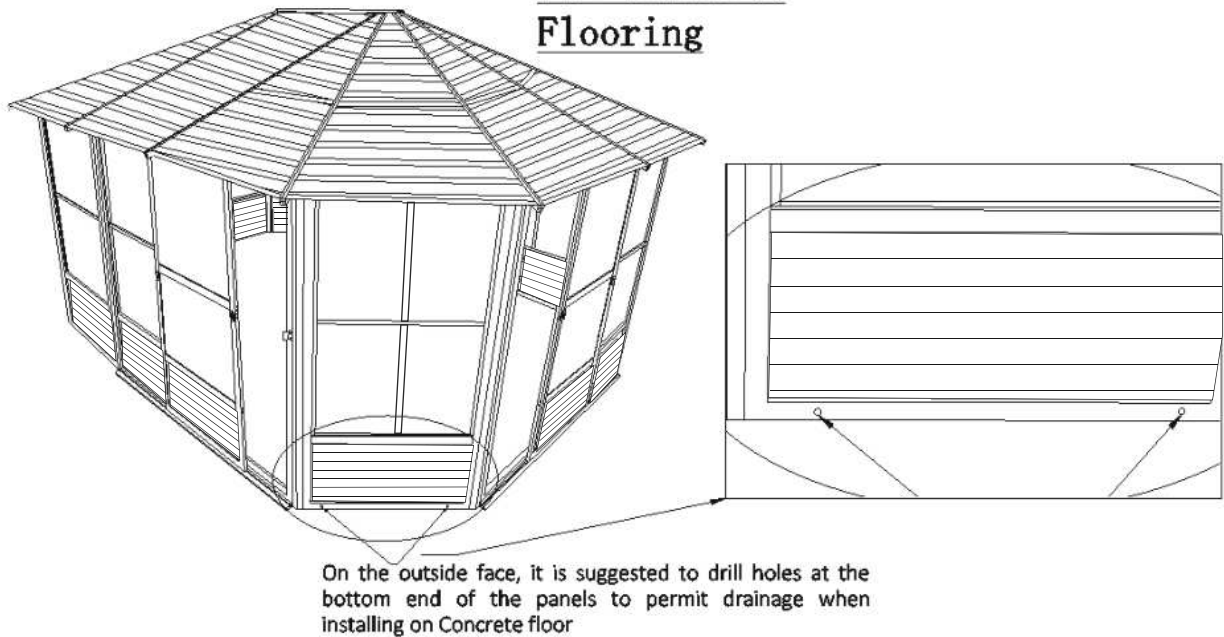 Flooring
On the outside face, it is suggested to drill holes at the
bottom end of the panels to permit drainage when
installing on Concrete floor